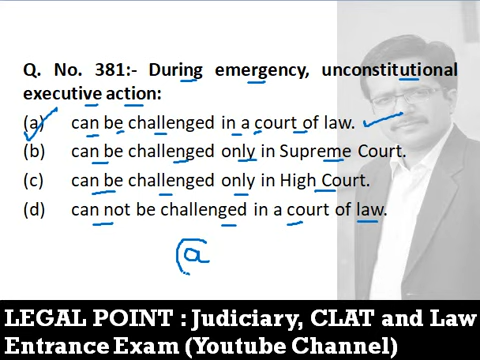 Q. No. 381:- During emergency, unconstitutional
executive action:
(a) can be challenged in a court of law.
(b) can be challenged only in Supreme Court.
(c) can be challenged only in High Court.
(d) can not be challenged in a court of law.
(a
LEGAL POINT : Judiciary, CLAT and Law
Entrance Exam (Youtube Channel)